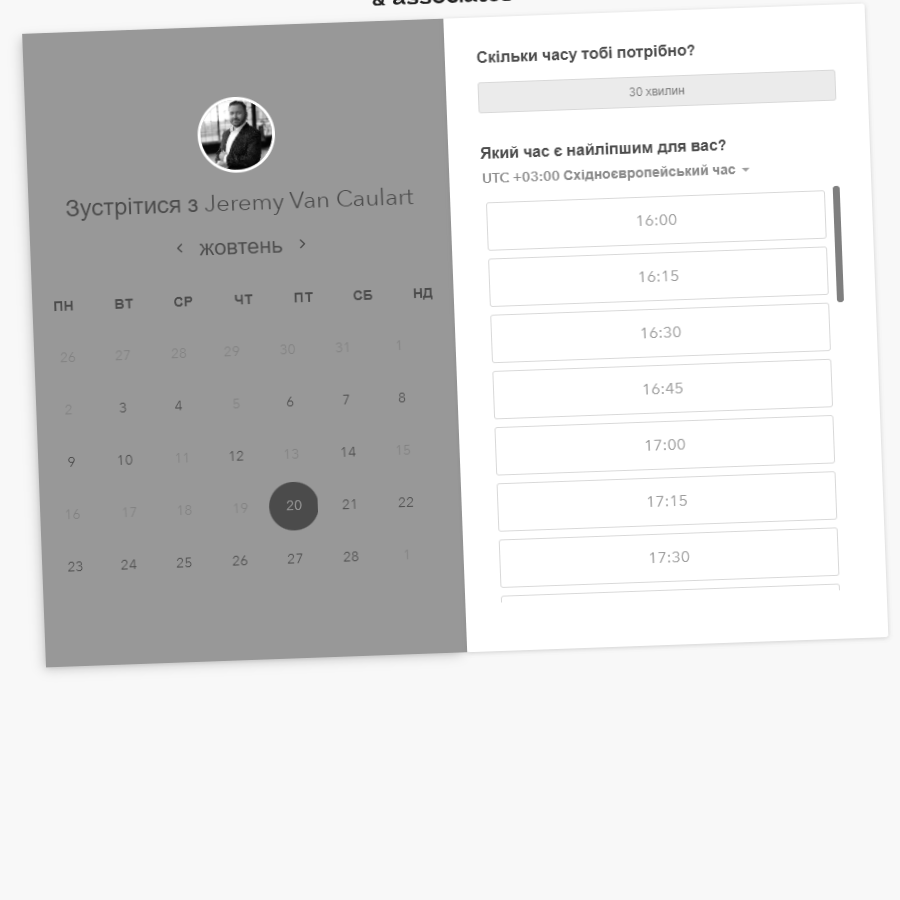 & associates
Зустрітися з Jeremy Van Caulart
жовтень
ПН ВТ СР ЧТ ПТ СБ НД
26 27 28 29 30 31 1
2 3 4 5 6 7 8
9 10 11 12 13 14 15
16 17 18 19 20 21 22
23 24 25 26 27 28 1
Скільки часу тобі потрібно?
30 хвилин
Який час є найліпшим для вас?
UTC +03:00 Східноєвропейський час
16:00
16:15
16:30
16:45
17:00
17:15
17:30